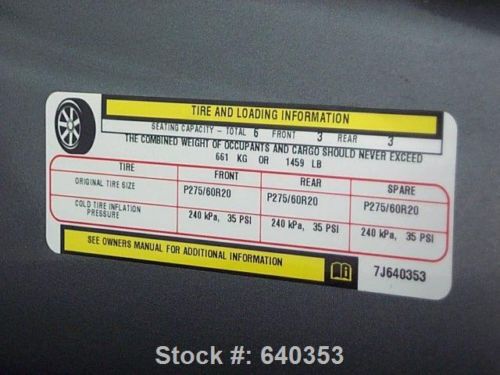 TIRE AND LOADING INFORMATION
SEATING CAPACITY - TOTAL 6 FRONT 3 REAR 3
THE COMBINED WEIGHT OF OCCUPANTS AND CARGO SHOULD NEVER EXCEED
661 KG OR 1459 LB
TIRE FRONT REAR SPARE
ORIGINAL TIRE SIZE P275/60R20 P275/60R20 P275/60R20
COLD TIRE INFLATION
PRESSURE 240 kPa, 35 PSI 240 kPa, 35 PSI 240 kPa, 35 PSI
SEE OWNERS MANUAL FOR ADDITIONAL INFORMATION 7J640353
Stock #: 640353